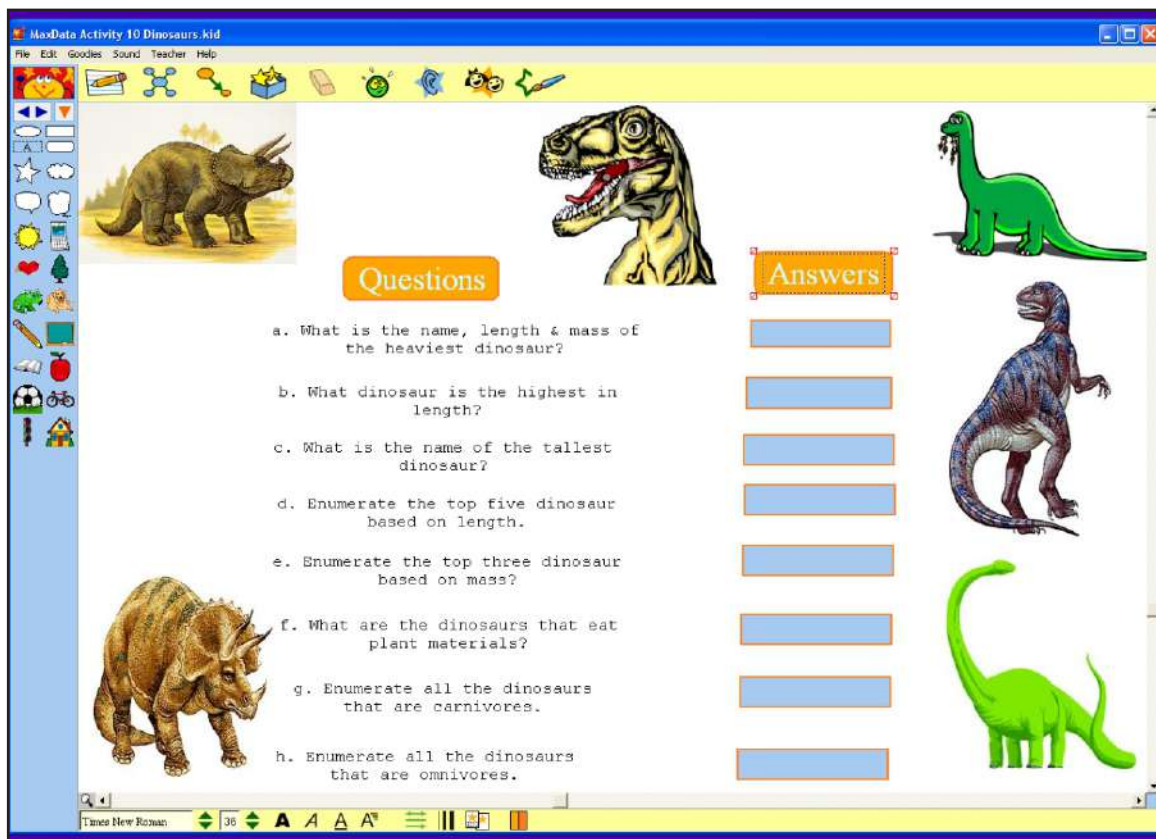 MaxData Activity 10 Dinosaurs.kid
File Edit Goodies Sound Teacher Help
A
Questions
Answers
a. What is the name, length & mass of
the heaviest dinosaur?
b. What dinosaur is the highest in
length?
c. What is the name of the tallest
dinosaur?
d. Enumerate the top five dinosaur
based on length.
e. Enumerate the top three dinosaur
based on mass?
f. What are the dinosaurs that eat
plant materials?
g. Enumerate all the dinosaurs
that are carnivores.
h. Enumerate all the dinosaurs
that are omnivores.
Times New Roman 36 A A A A